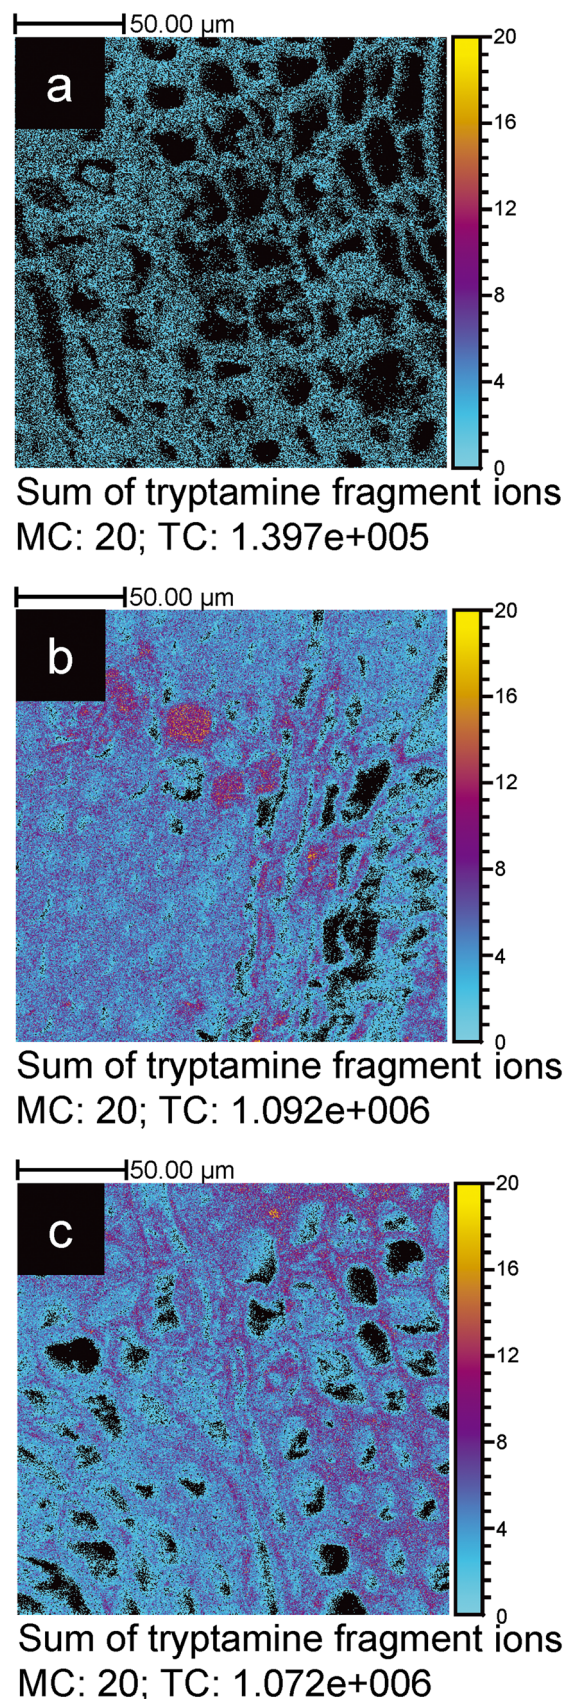 50.00 µm
a
20
16
12
8
4
0
Sum of tryptamine fragment ions
MC: 20; TC: 1.397e+005
50.00 µm
b
20
16
12
8
4
0
Sum of tryptamine fragment ions
MC: 20; TC: 1.092e+006
50.00 µm
c
20
16
12
8
4
0
Sum of tryptamine fragment ions
MC: 20; TC: 1.072e+006